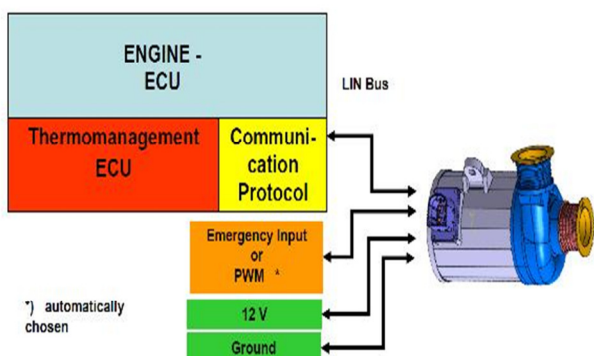 ENGINE -
ECU
LIN Bus
Thermomanagement
ECU
Communi-
cation
Protocol
Emergency Input
or
PWM *
*) automatically
chosen
12 V
Ground